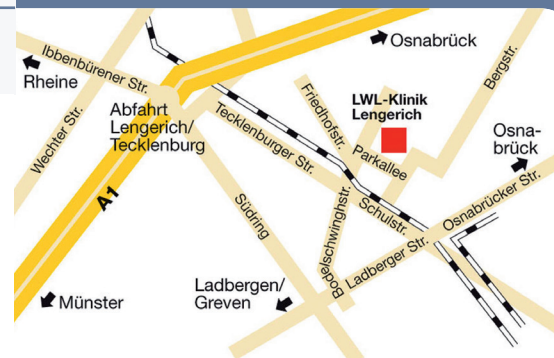 Osnabrück
Ibbenbürener Str.
Rheine
Bergstr.
Wechter Str.
Abfahrt
Lengerich/
Tecklenburg
Friedhofstr.
LWL-Klinik
Lengerich
Tecklenburger Str.
Parkallee
Osna-
brück
A1
Südring
Bodelschwinghstr.
Schulstr.
Osnabrücker Str.
Ladberger Str.
Ladbergen/
Greven
Münster